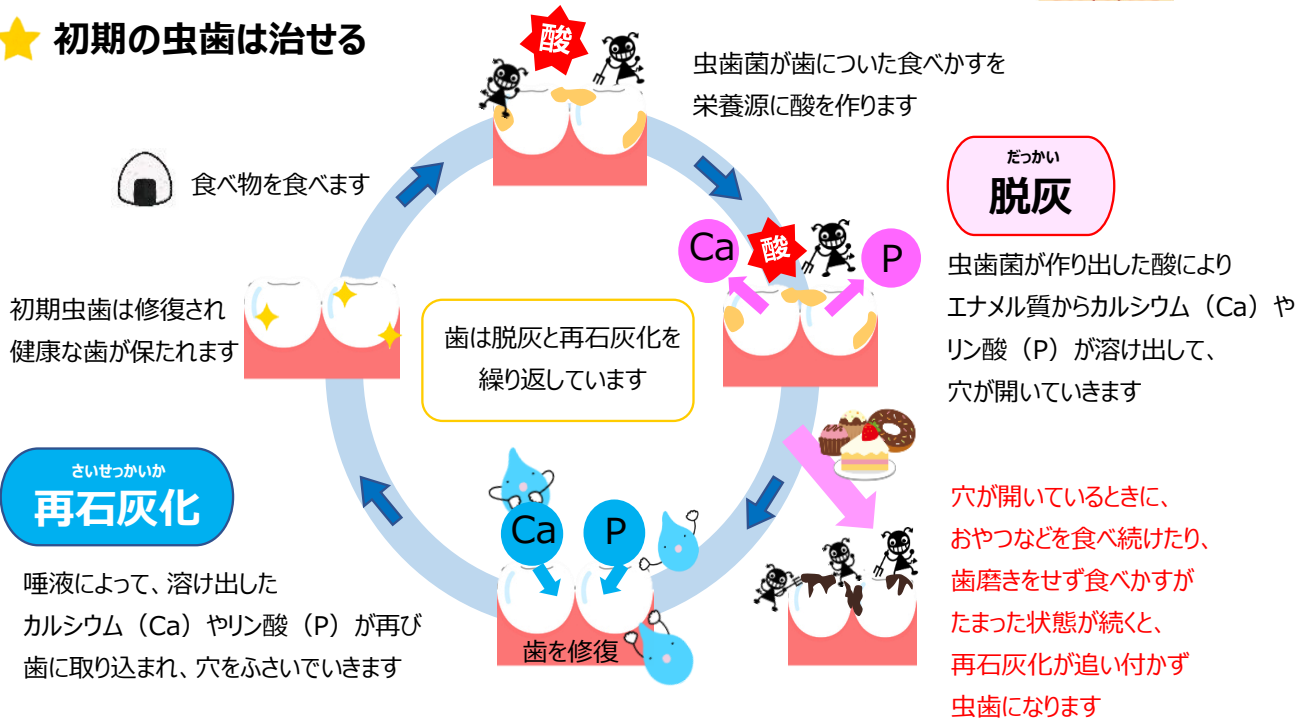 初期の虫歯は治せる
酸
虫歯菌が歯についた食べかすを
栄養源に酸を作ります
食べ物を食べます
だっかい
脱灰
Ca
酸
P
虫歯菌が作り出した酸により
エナメル質からカルシウム（Ca）や
リン酸（P）が溶け出して、
穴が開いていきます
初期虫歯は修復され
健康な歯が保たれます
歯は脱灰と再石灰化を
繰り返しています
さいせっかいか
再石灰化
唾液によって、溶け出した
カルシウム（Ca）やリン酸（P）が再び
歯に取り込まれ、穴をふさいでいきます
Ca
P
歯を修復
穴が開いているときに、
おやつなどを食べ続けたり、
歯磨きをせず食べかすが
たまった状態が続くと、
再石灰化が追い付かず
虫歯になります